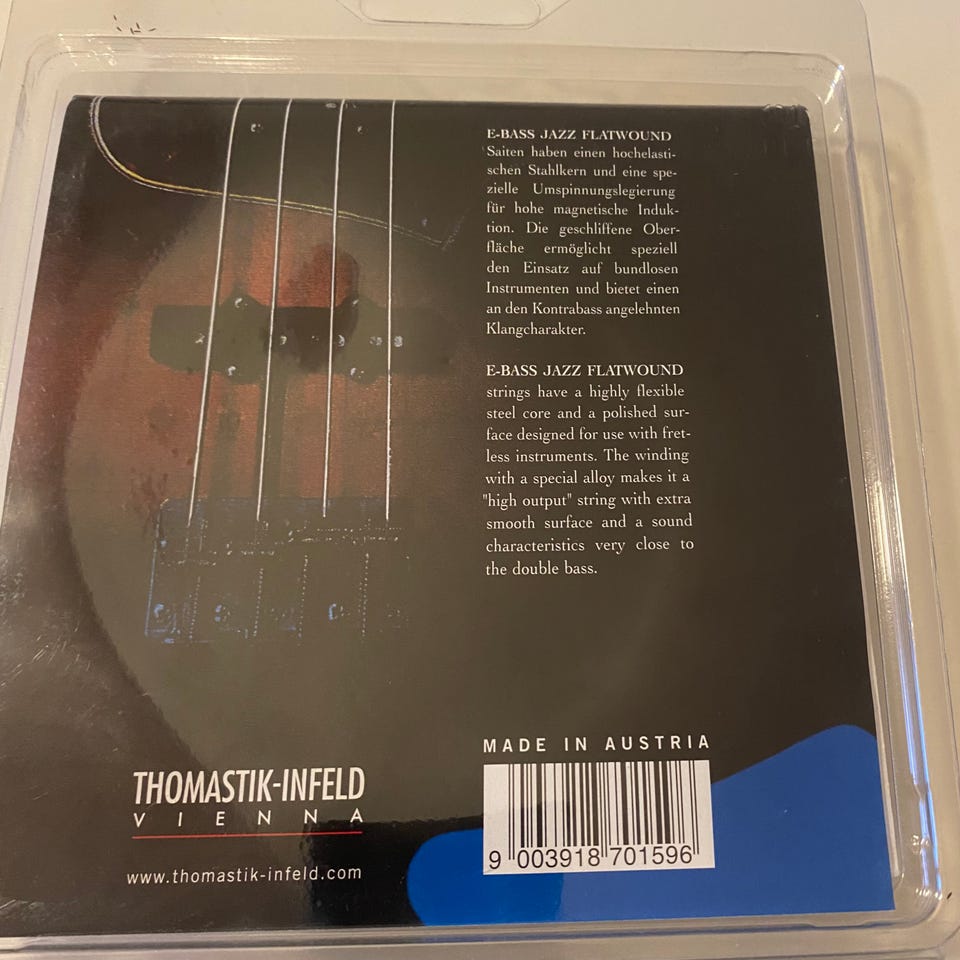 E-BASS JAZZ FLATWOUND
Saiten haben einen hochelasti-
schen Stahlkern und eine spe-
zielle Umspinnungslegierung
für hohe magnetische Induk-
tion. Die geschliffene Ober-
fläche ermöglicht speziell
den Einsatz auf bundlosen
Instrumenten und bietet einen
an den Kontrabass angelehnten
Klangcharakter.
E-BASS JAZZ FLATWOUND
strings have a highly flexible
steel core and a polished sur-
face designed for use with fret-
less instruments. The winding
with a special alloy makes it a
"high output" string with extra
smooth surface and a sound
characteristics very close to
the double bass.
MADE IN AUSTRIA
9 003918 701596
THOMASTIK-INFELD
VIENNA
www.thomastik-infeld.com